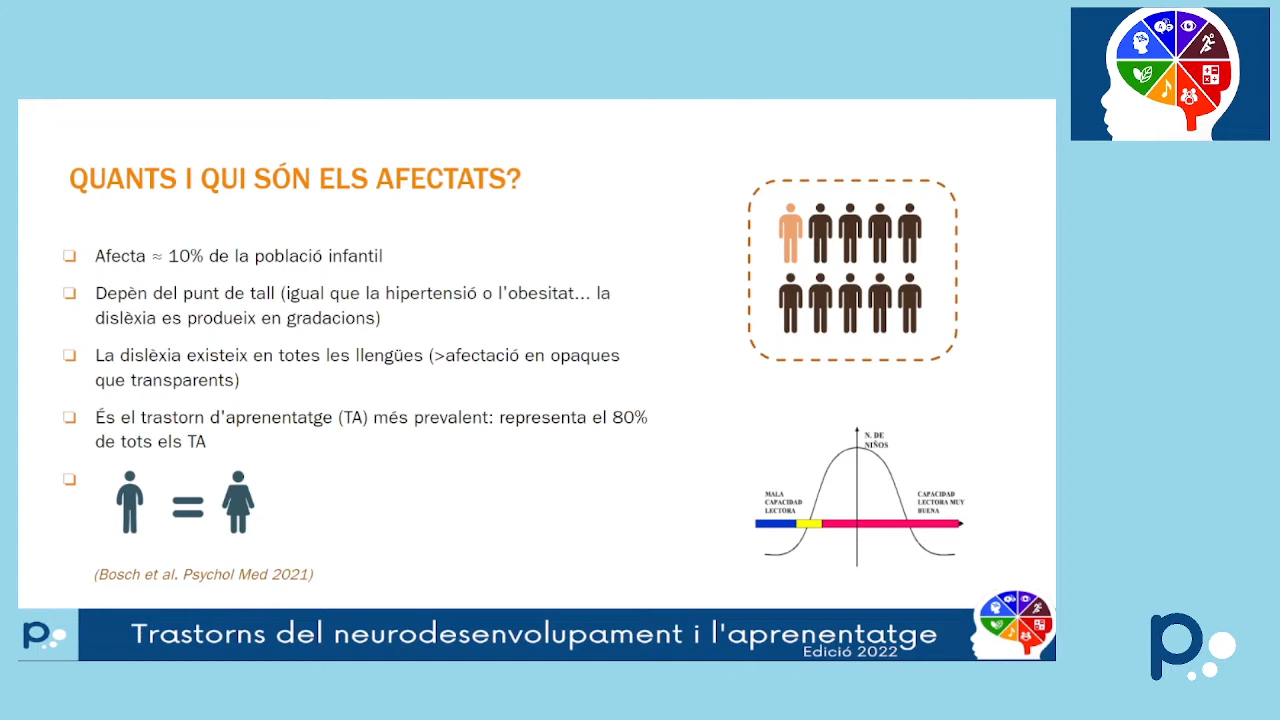 QUANTS I QUI SÓN ELS AFECTATS?
Afecta ≈ 10% de la població infantil
Depèn del punt de tall (igual que la hipertensió o l'obesitat... la
dislèxia es produeix en gradacions)
La dislèxia existeix en totes les llengües (>afectació en opaques
que transparents)
És el trastorn d'aprenentatge (TA) més prevalent: representa el 80%
de tots els TA
=
(Bosch et al. Psychol Med 2021)
N. DE
NIÑOS
MALA
CAPACIDAD
LECTORA
CAPACIDAD
LECTORA MUY
BUENA
p
Trastorns del neurodesenvolupament i l'aprenentatge
Edició 2022
p